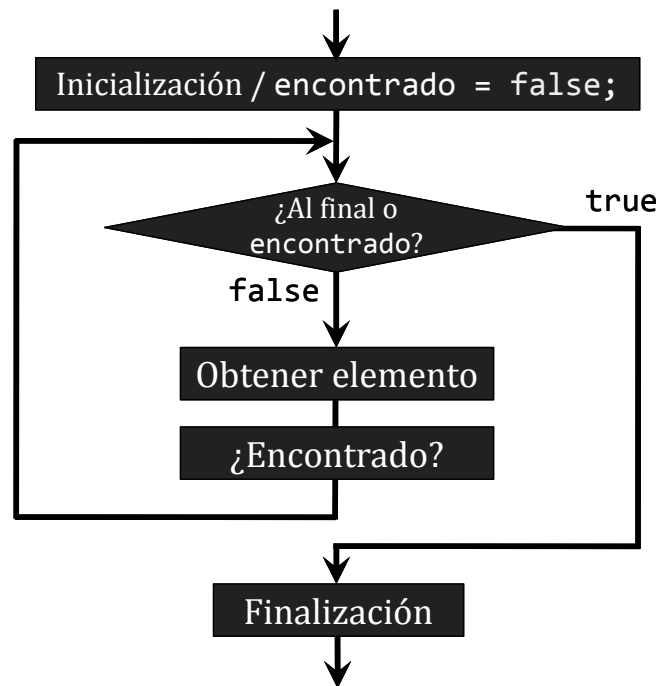 Inicialización / encontrado = false;
¿Al final o
encontrado?
true
false
Obtener elemento
¿Encontrado?
Finalización